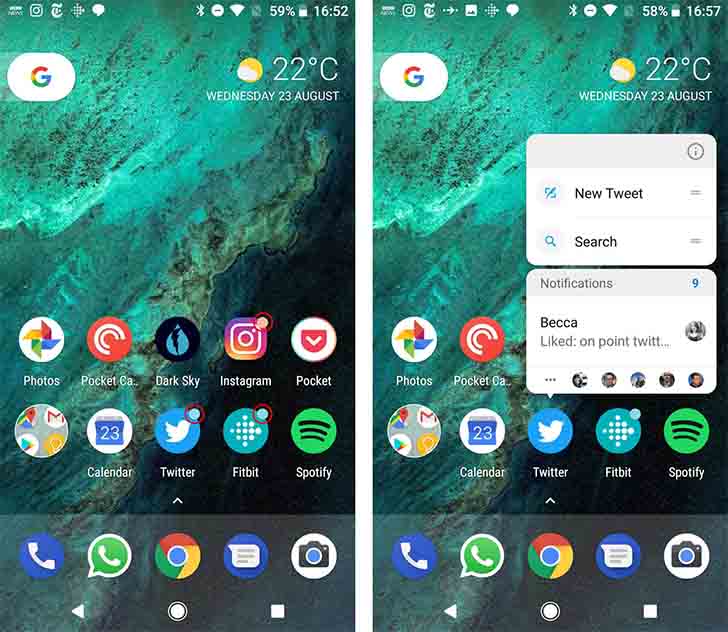 59% 16:52
G
22°C
WEDNESDAY 23 AUGUST
Photos Pocket Ca.. Dark Sky Instagram Pocket
23
Calendar Twitter Fitbit Spotify
58% 16:57
G
22°C
WEDNESDAY 23 AUGUST
New Tweet
Search
Notifications 9
Becca
Liked: on point twitt...
Photos Pocket Ca..
23
Calendar Twitter Fitbit Spotify